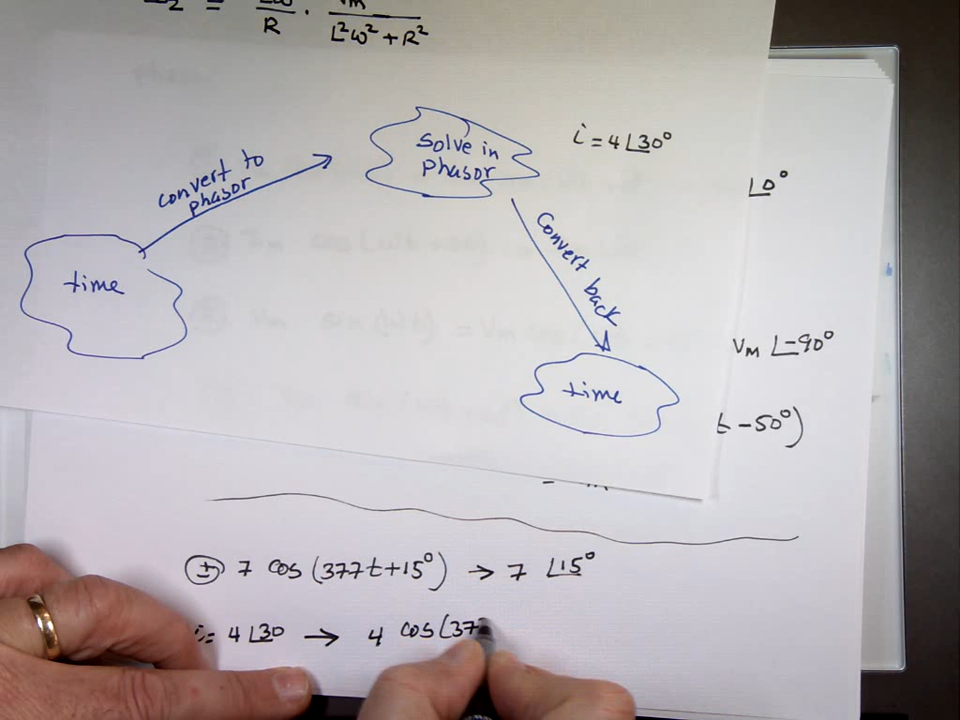 R
L²ω² + R²
convert to
phasor
Solve in
phasor
i = 4∠30°
∠0°
time
Convert back
V_M ∠-90°
time
t - 50°)
± 7 cos(377t+15°) → 7 ∠15°
i= 4∠30 → 4 cos(37